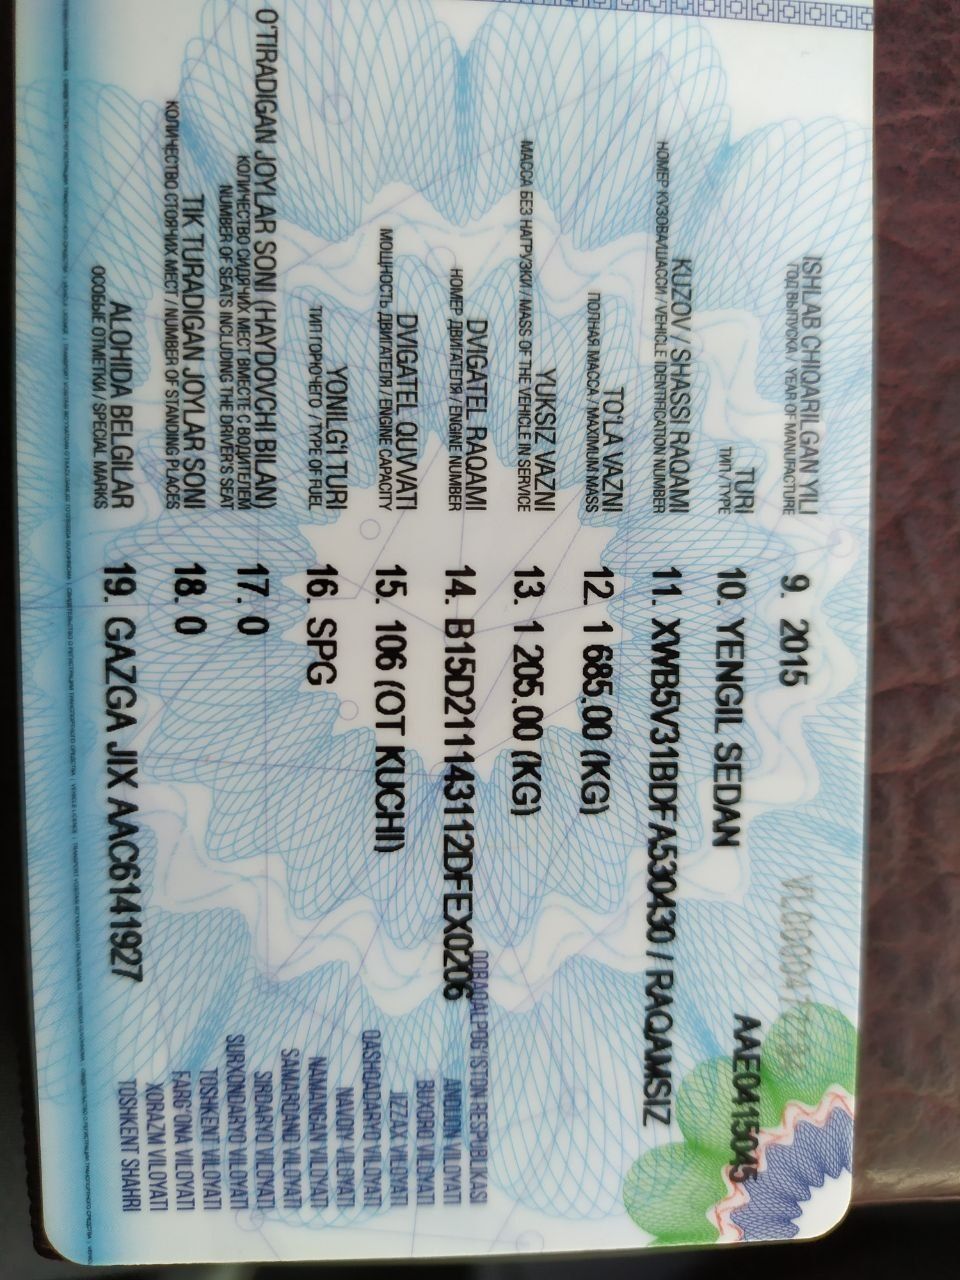 ISHLAB CHIQARILGAN YILI 9. 2015
ГОД ВЫПУСКА / YEAR OF MANUFACTURE
AAE0415045
TURI 10. YENGIL SEDAN
ТИП / TYPE
KUZOV / SHASSI RAQAMI 11. XWB5V31BDFA530430 / RAQAMSIZ
НОМЕР КУЗОВА/ШАССИ / VEHICLE IDENTIFICATION NUMBER
TO'LA VAZNI 12. 1 685,00 (KG)
ПОЛНАЯ МАССА / MAXIMUM MASS
YUKSIZ VAZNI 13. 1 205,00 (KG)
МАССА БЕЗ НАГРУЗКИ / MASS OF THE VEHICLE IN SERVICE
DVIGATEL RAQAMI 14. B15D211143112DFEX0206
НОМЕР ДВИГАТЕЛЯ / ENGINE NUMBER
DVIGATEL QUVVATI 15. 106 (OT KUCHI)
МОЩНОСТЬ ДВИГАТЕЛЯ / ENGINE CAPACITY
YONILG'I TURI 16. SPG
ТИП ГОРЮЧЕГО / TYPE OF FUEL
O'TIRADIGAN JOYLAR SONI (HAYDOVCHI BILAN) 17. 0
КОЛИЧЕСТВО СИДЯЧИХ МЕСТ ВМЕСТЕ С ВОДИТЕЛЕМ
NUMBER OF SEATS INCLUDING THE DRIVER'S SEAT
TIK TURADIGAN JOYLAR SONI 18. 0
КОЛИЧЕСТВО СТОЯЧИХ МЕСТ / NUMBER OF STANDING PLACES
ALOHIDA BELGILAR 19. GAZGA JIX AAC6141927
ОСОБЫЕ ОТМЕТКИ / SPECIAL MARKS
QORAQALPOG'ISTON RESPUBLIKASI
ANDIJON VILOYATI
BUXORO VILOYATI
JIZZAX VILOYATI
QASHQADARYO VILOYATI
NAVOIY VILOYATI
NAMANGAN VILOYATI
SAMARQAND VILOYATI
SIRDARYO VILOYATI
SURXONDARYO VILOYATI
TOSHKENT VILOYATI
FARG'ONA VILOYATI
XORAZM VILOYATI
TOSHKENT SHAHRI